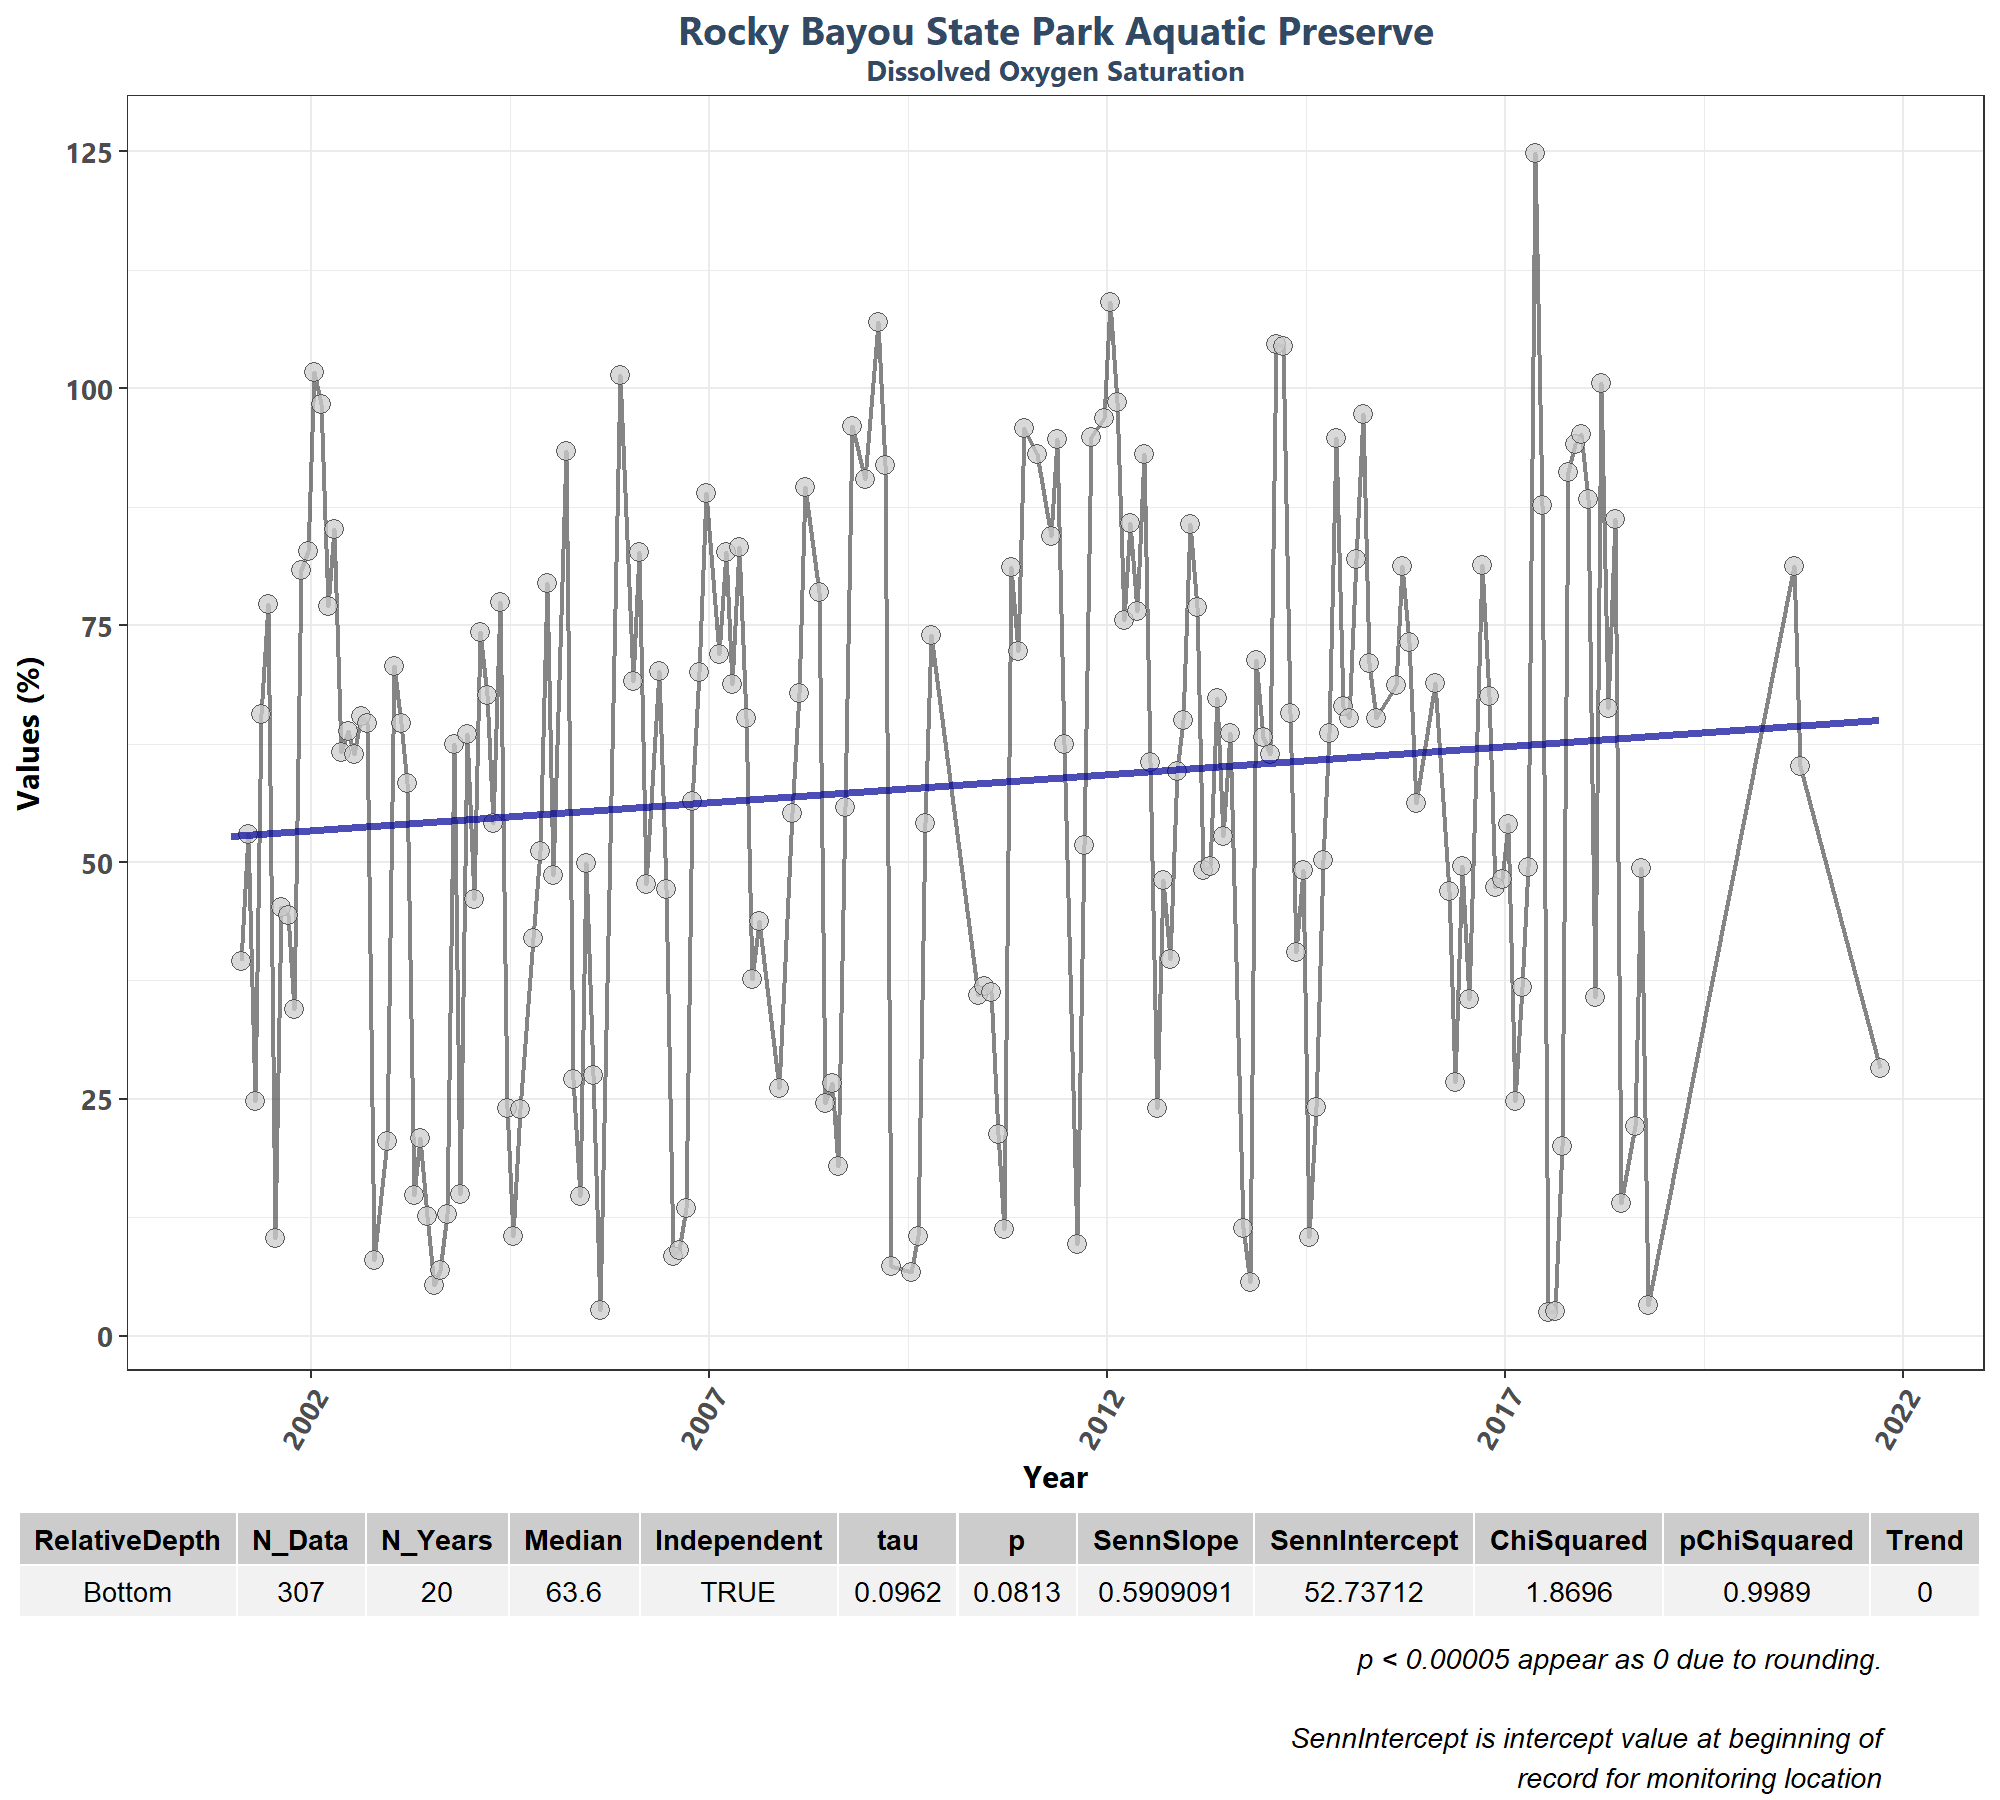 Rocky Bayou State Park Aquatic Preserve
Dissolved Oxygen Saturation
Values (%)
125
100
75
50
25
0
2002
2007
2012
2017
2022
Year
RelativeDepth N_Data N_Years Median Independent tau p SennSlope SennIntercept ChiSquared pChiSquared Trend
Bottom 307 20 63.6 TRUE 0.0962 0.0813 0.5909091 52.73712 1.8696 0.9989 0
p < 0.00005 appear as 0 due to rounding.
SennIntercept is intercept value at beginning of
record for monitoring location